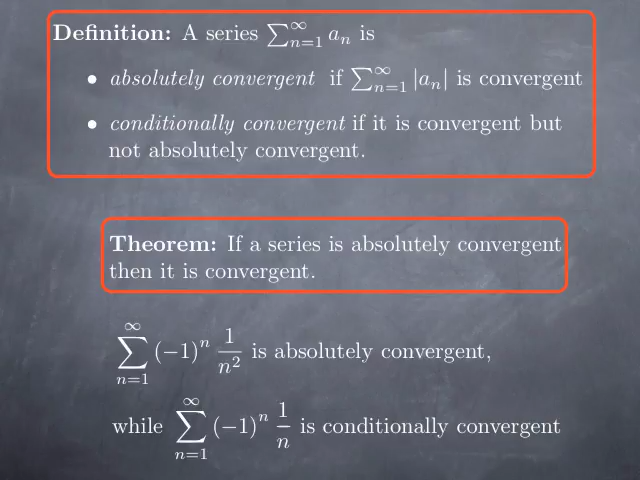 Definition: A series ∑_{n=1}^{∞} a_n is
• absolutely convergent if ∑_{n=1}^{∞} |a_n| is convergent
• conditionally convergent if it is convergent but
not absolutely convergent.
Theorem: If a series is absolutely convergent
then it is convergent.
∑_{n=1}^{∞} (−1)^n 1/n^2 is absolutely convergent,
while ∑_{n=1}^{∞} (−1)^n 1/n is conditionally convergent